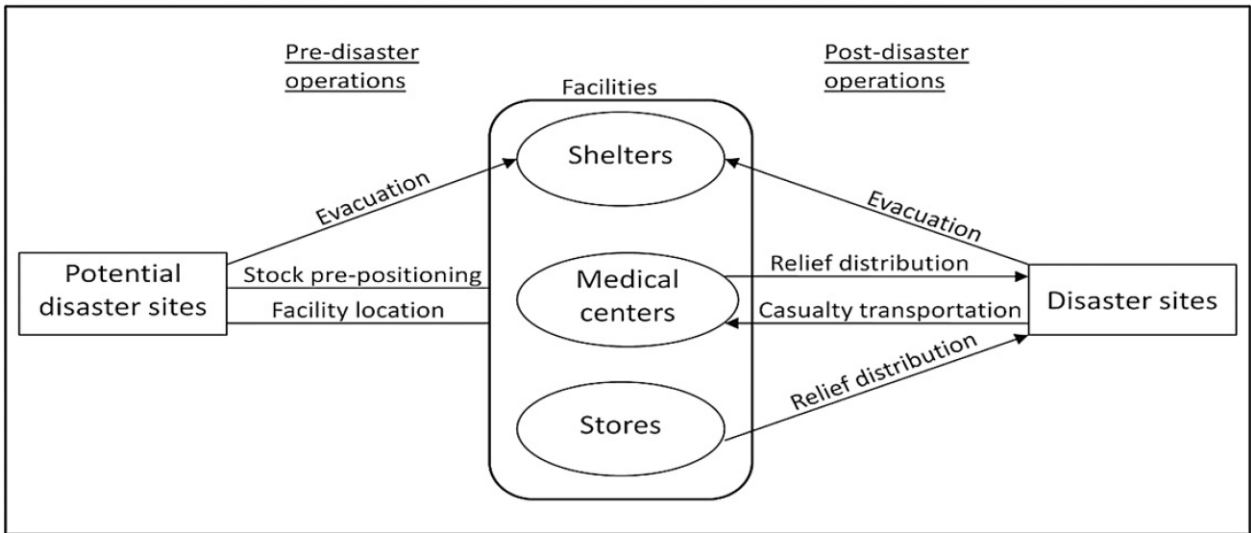 Pre-disaster
operations
Post-disaster
operations
Facilities
Shelters
Evacuation
Evacuation
Potential
disaster sites
Stock pre-positioning
Facility location
Medical
centers
Relief distribution
Casualty transportation
Disaster sites
Relief distribution
Stores